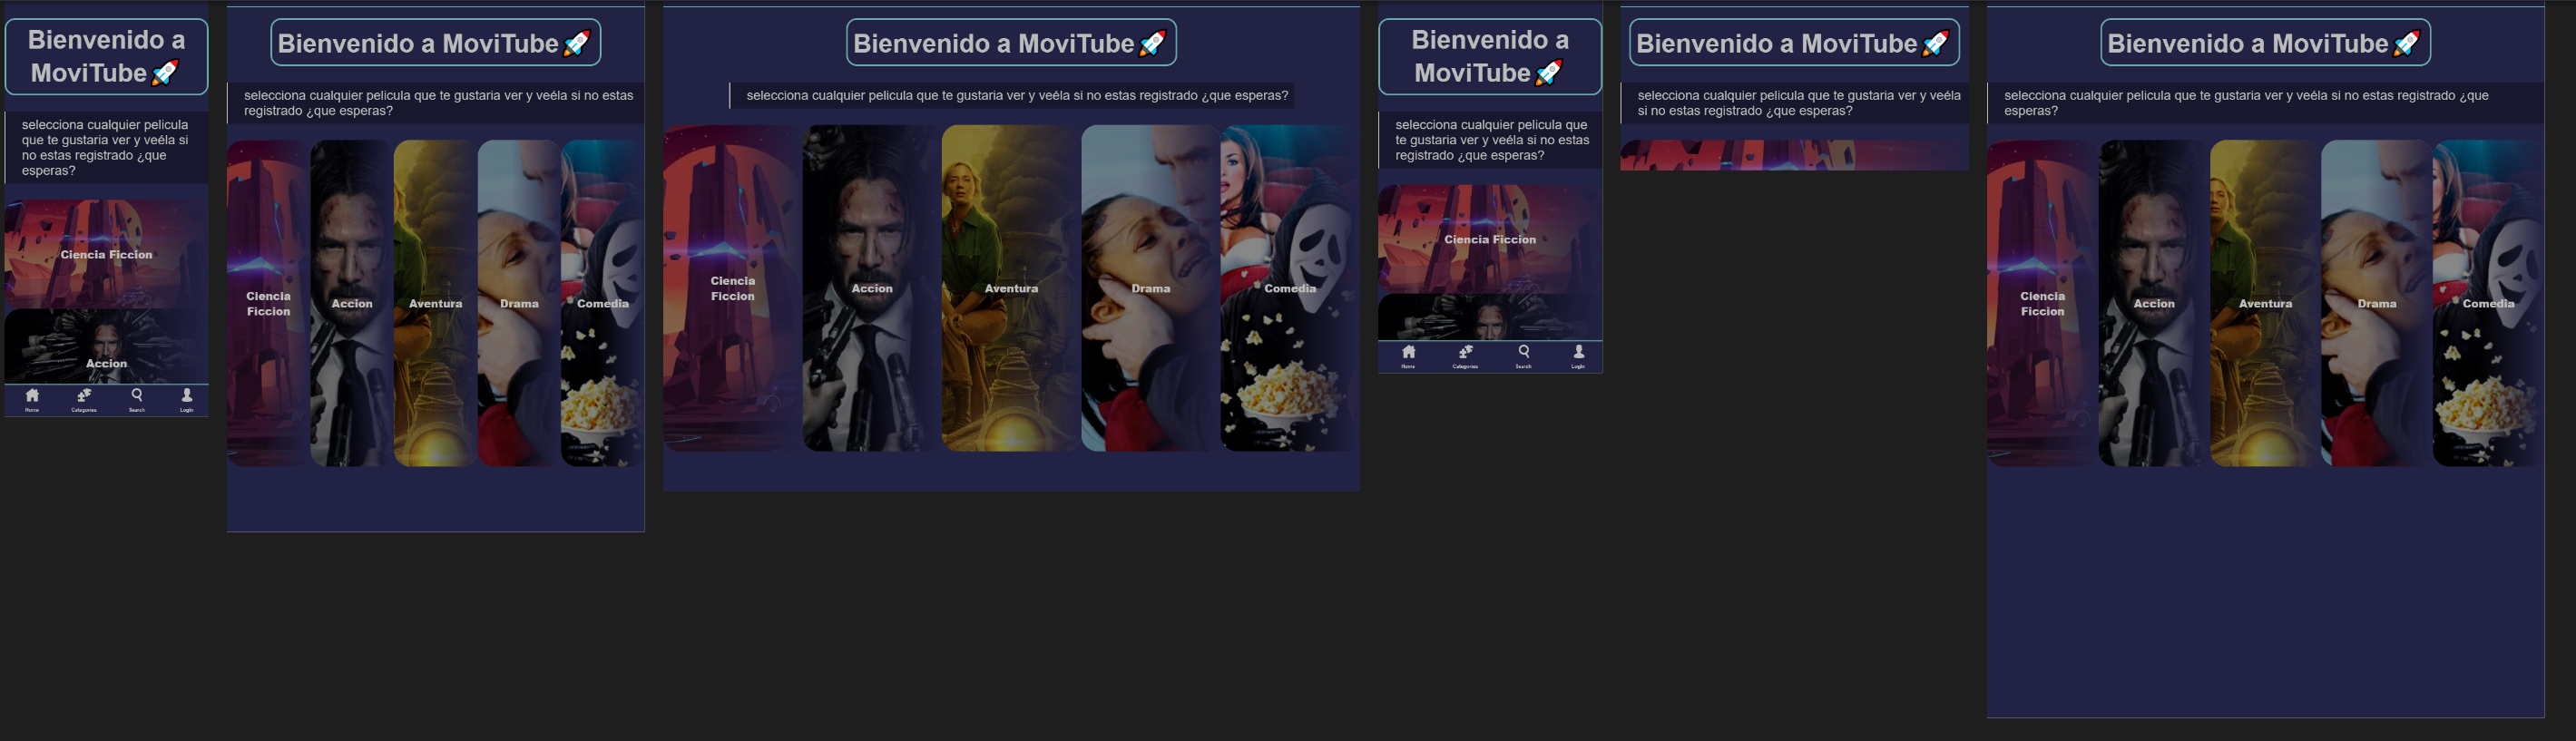 Bienvenido a
MoviTube🚀
selecciona cualquier pelicula
que te gustaria ver y veéla si
no estas registrado ¿que
esperas?
Ciencia Ficcion
Accion
Home Categories Search Login
Bienvenido a MoviTube🚀
selecciona cualquier pelicula que te gustaria ver y veéla si no estas
registrado ¿que esperas?
Ciencia
Ficcion
Accion
Aventura
Drama
Comedia
Bienvenido a MoviTube🚀
selecciona cualquier pelicula que te gustaria ver y veéla si no estas registrado ¿que esperas?
Ciencia
Ficcion
Accion
Aventura
Drama
Comedia
Bienvenido a
MoviTube🚀
selecciona cualquier pelicula que
te gustaria ver y veéla si no estas
registrado ¿que esperas?
Ciencia Ficcion
Home Categories Search Login
Bienvenido a MoviTube🚀
selecciona cualquier pelicula que te gustaria ver y veéla
si no estas registrado ¿que esperas?
Bienvenido a MoviTube🚀
selecciona cualquier pelicula que te gustaria ver y veéla si no estas registrado ¿que
esperas?
Ciencia
Ficcion
Accion
Aventura
Drama
Comedia